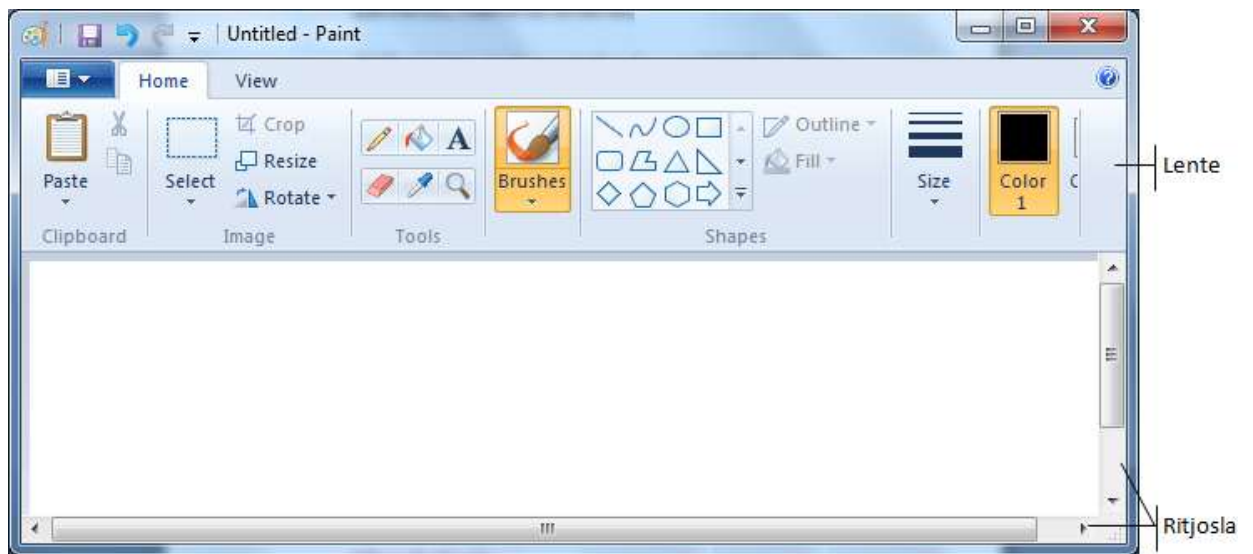 Untitled - Paint
Home View
Crop Outline
Resize Fill
Paste Select Brushes Size Color Lente
Rotate 1
Clipboard Image Tools Shapes
Ritjosla